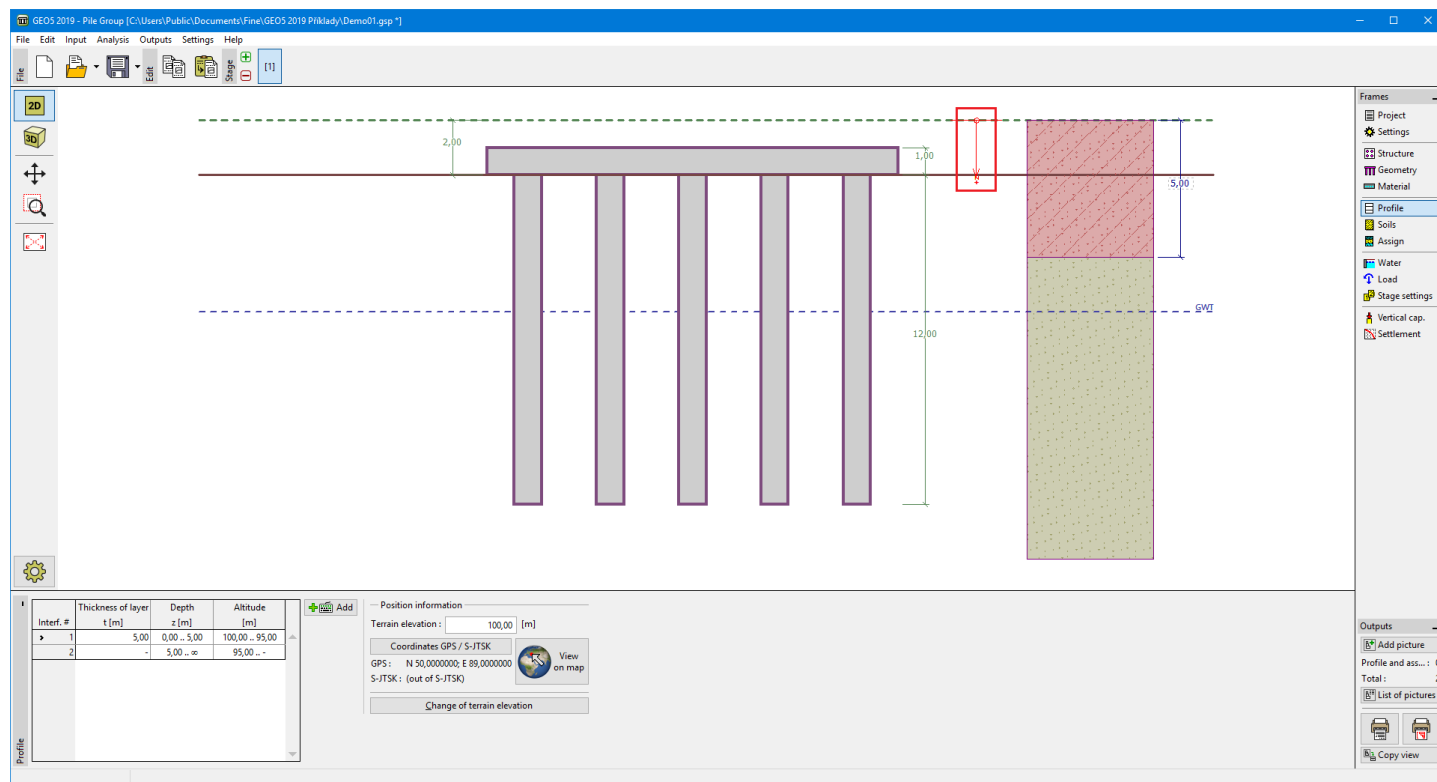 GEO5 2019 - Pile Group [C:\Users\Public\Documents\Fine\GEO5 2019 Příklady\Demo01.gsp *]
File Edit Input Analysis Outputs Settings Help
File
Edit
Stage
[1]
2D
3D
2,00
1,00
5,00
GWT
12,00
Frames
Project
Settings
Structure
Geometry
Material
Profile
Soils
Assign
Water
Load
Stage settings
Vertical cap.
Settlement
Thickness of layer Depth Altitude
Interf. # t [m] z [m] [m]
> 1 5,00 0,00 .. 5,00 100,00 .. 95,00
2 - 5,00 .. ∞ 95,00 .. -
Add
Position information
Terrain elevation : 100,00 [m]
Coordinates GPS / S-JTSK
GPS : N 50,0000000; E 89,0000000
S-JTSK : (out of S-JTSK)
View
on map
Change of terrain elevation
Profile
Outputs
Add picture
Profile and ass... :
Total :
List of pictures
Copy view